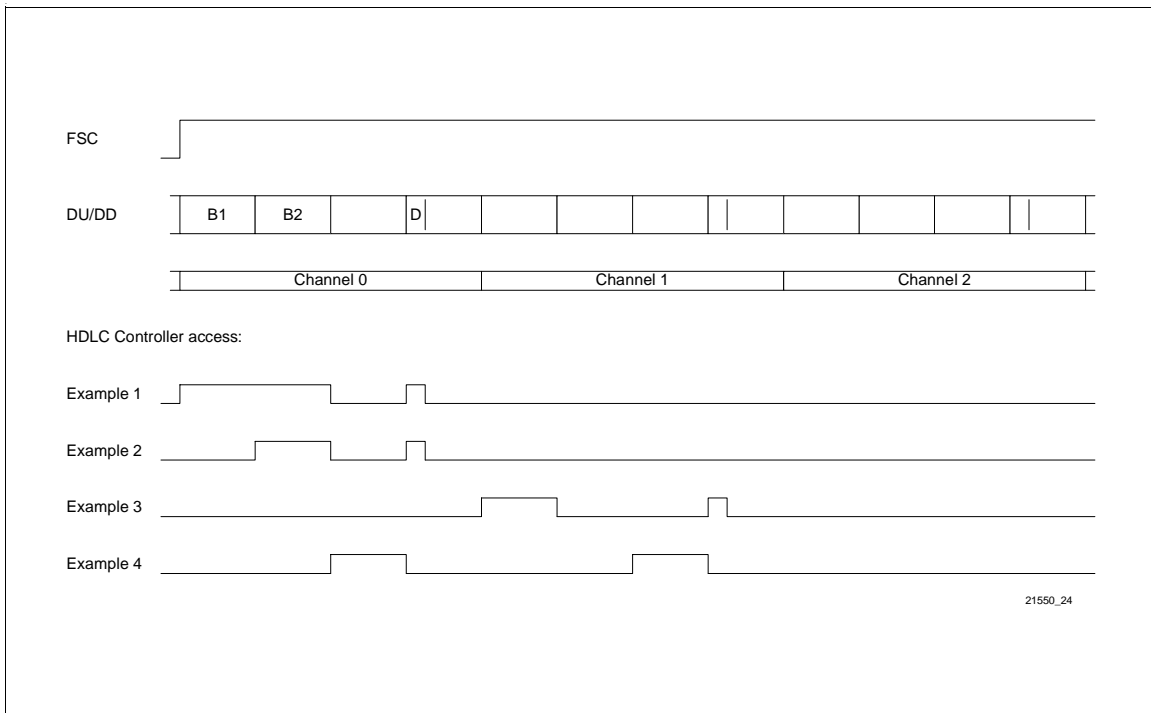 FSC
DU/DD B1 B2 D
Channel 0 Channel 1 Channel 2
HDLC Controller access:
Example 1
Example 2
Example 3
Example 4
21550_24